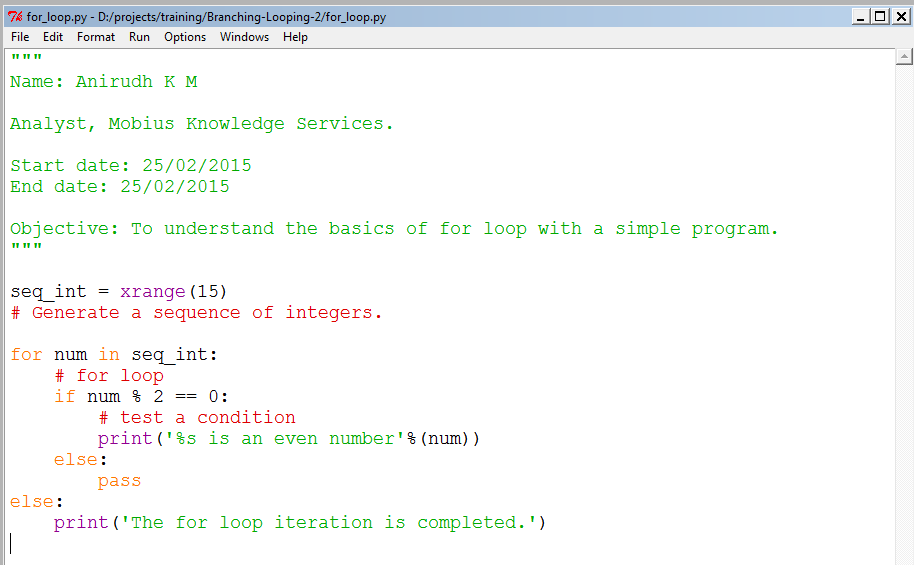 for_loop.py - D:/projects/training/Branching-Looping-2/for_loop.py
File Edit Format Run Options Windows Help
"""
Name: Anirudh K M
Analyst, Mobius Knowledge Services.
Start date: 25/02/2015
End date: 25/02/2015
Objective: To understand the basics of for loop with a simple program.
"""
seq_int = xrange(15)
# Generate a sequence of integers.
for num in seq_int:
    # for loop
    if num % 2 == 0:
        # test a condition
        print('%s is an even number'%(num))
    else:
        pass
else:
    print('The for loop iteration is completed.')